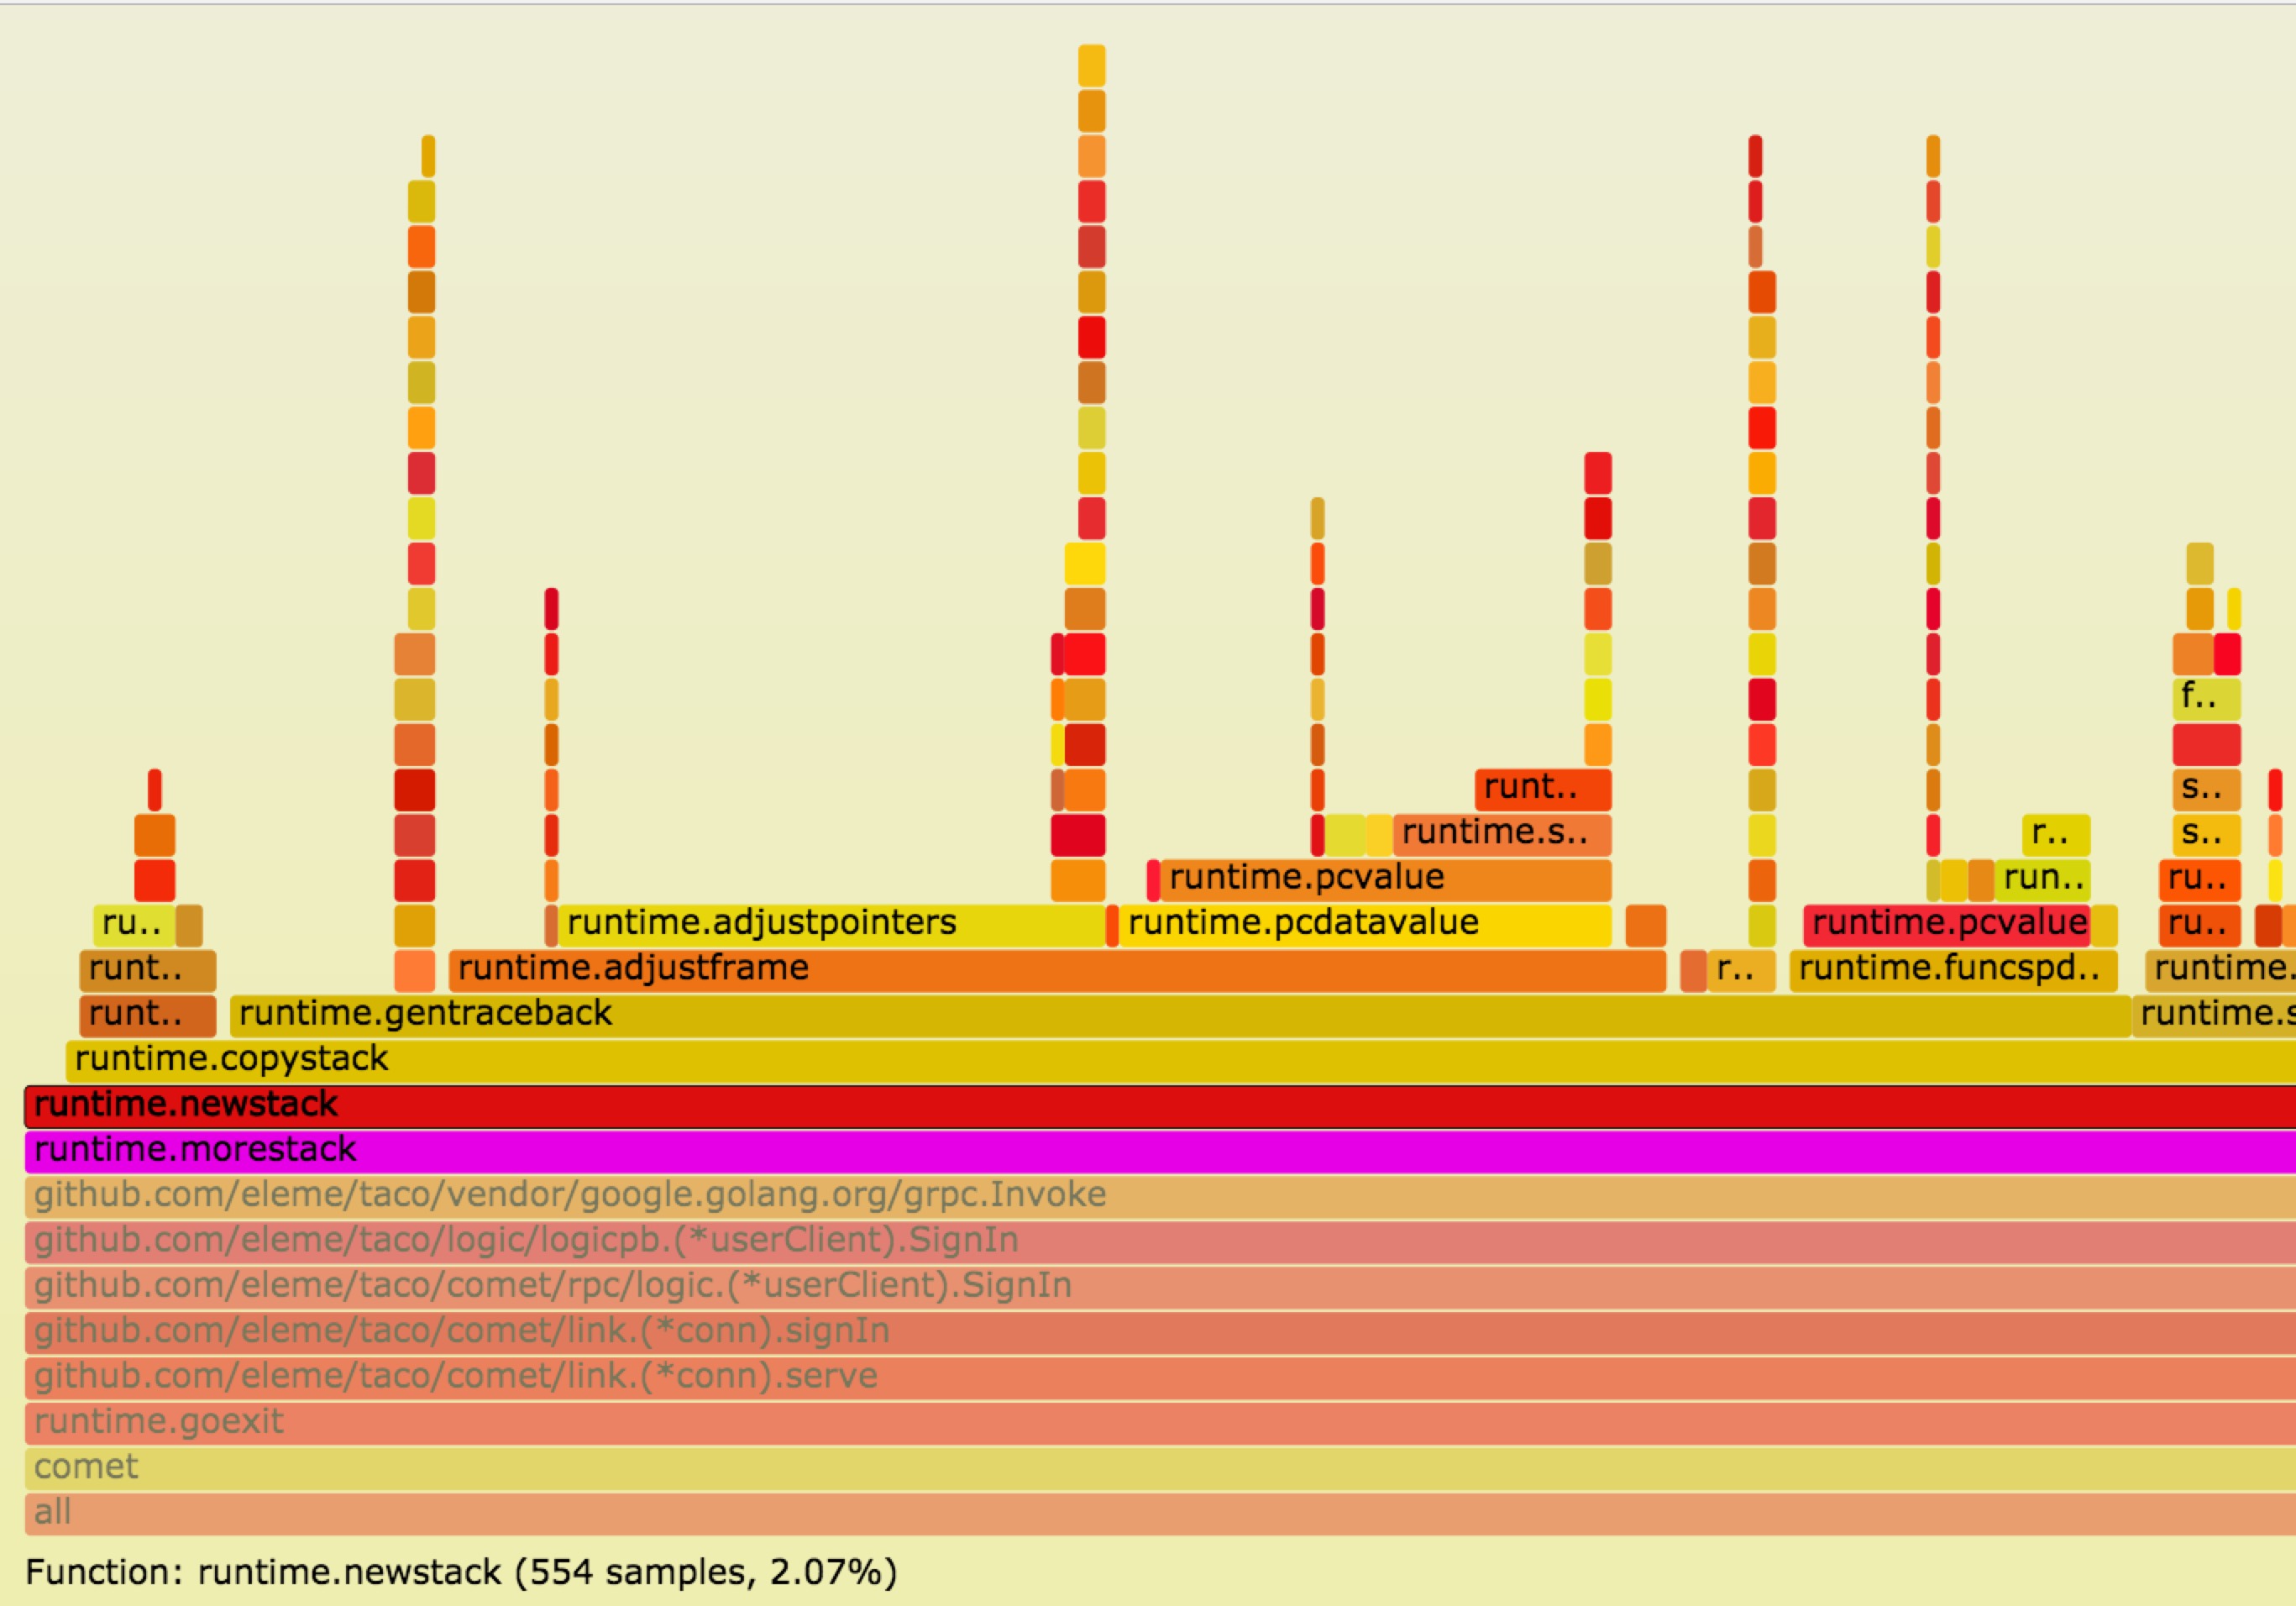 runt..
runtime.s..
r..
s..
f..
s..
runtime.pcvalue
run..
ru..
ru..
runtime.adjustpointers
runtime.pcdatavalue
runtime.pcvalue
ru..
runt..
runtime.adjustframe
r..
runtime.funcspd..
runtime.
runt..
runtime.gentraceback
runtime.s
runtime.copystack
runtime.newstack
runtime.morestack
github.com/eleme/taco/vendor/google.golang.org/grpc.Invoke
github.com/eleme/taco/logic/logicpb.(*userClient).SignIn
github.com/eleme/taco/comet/rpc/logic.(*userClient).SignIn
github.com/eleme/taco/comet/link.(*conn).signIn
github.com/eleme/taco/comet/link.(*conn).serve
runtime.goexit
comet
all
Function: runtime.newstack (554 samples, 2.07%)